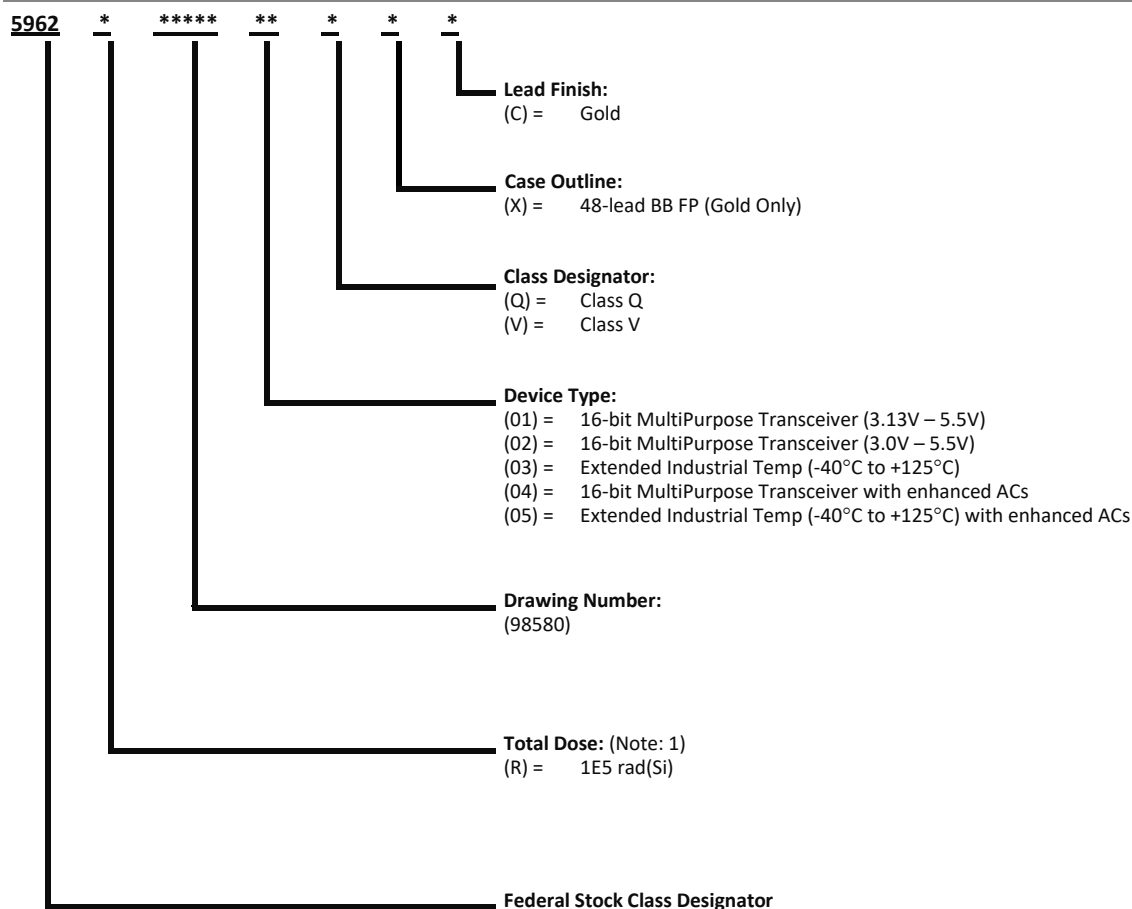 5962 * ***** ** * * *
Lead Finish:
(C) = Gold
Case Outline:
(X) = 48-lead BB FP (Gold Only)
Class Designator:
(Q) = Class Q
(V) = Class V
Device Type:
(01) = 16-bit MultiPurpose Transceiver (3.13V – 5.5V)
(02) = 16-bit MultiPurpose Transceiver (3.0V – 5.5V)
(03) = Extended Industrial Temp (-40°C to +125°C)
(04) = 16-bit MultiPurpose Transceiver with enhanced ACs
(05) = Extended Industrial Temp (-40°C to +125°C) with enhanced ACs
Drawing Number:
(98580)
Total Dose: (Note: 1)
(R) = 1E5 rad(Si)
Federal Stock Class Designator